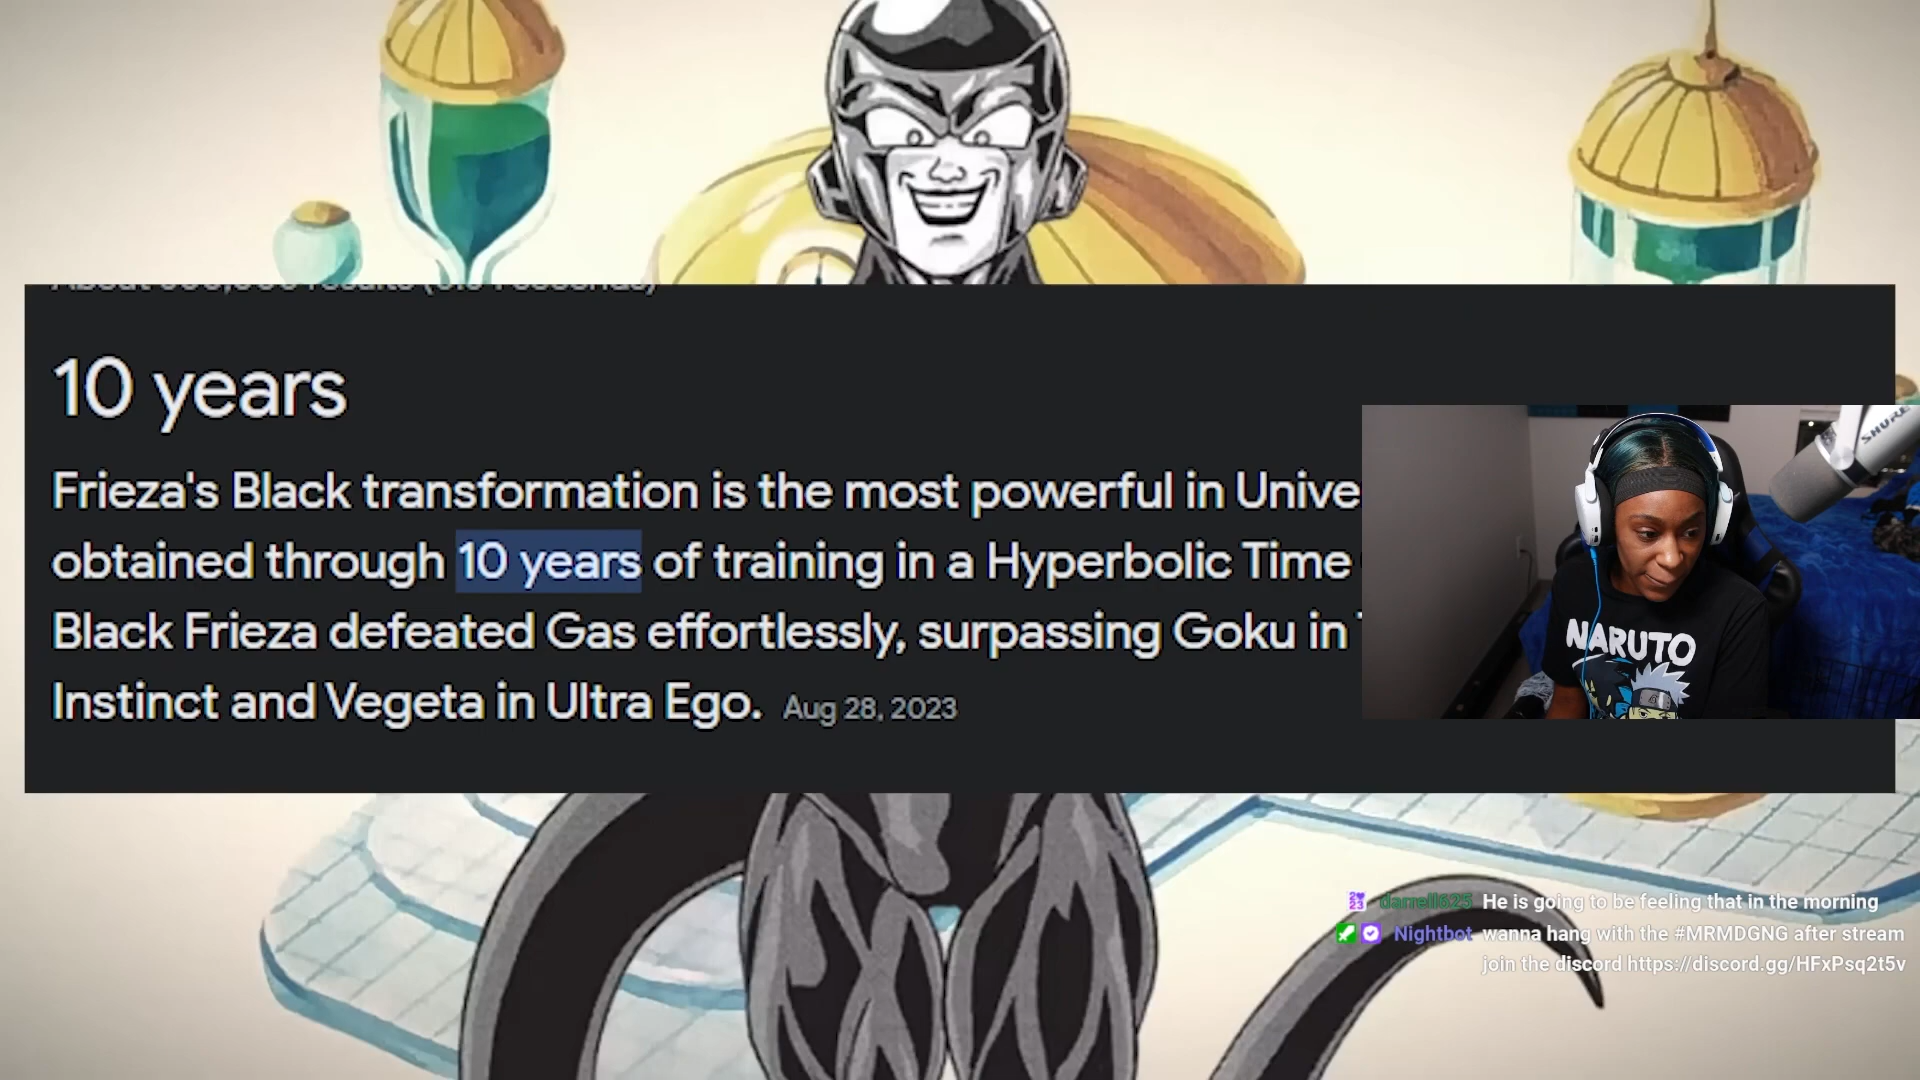 10 years
Frieza's Black transformation is the most powerful in Unive
obtained through 10 years of training in a Hyperbolic Time
Black Frieza defeated Gas effortlessly, surpassing Goku in
Instinct and Vegeta in Ultra Ego. Aug 28, 2023
SHURE
NARUTO
darrell625 He is going to be feeling that in the morning
Nightbot wanna hang with the #MRMDGNG after stream
join the discord https://discord.gg/HFxPsq2t5v